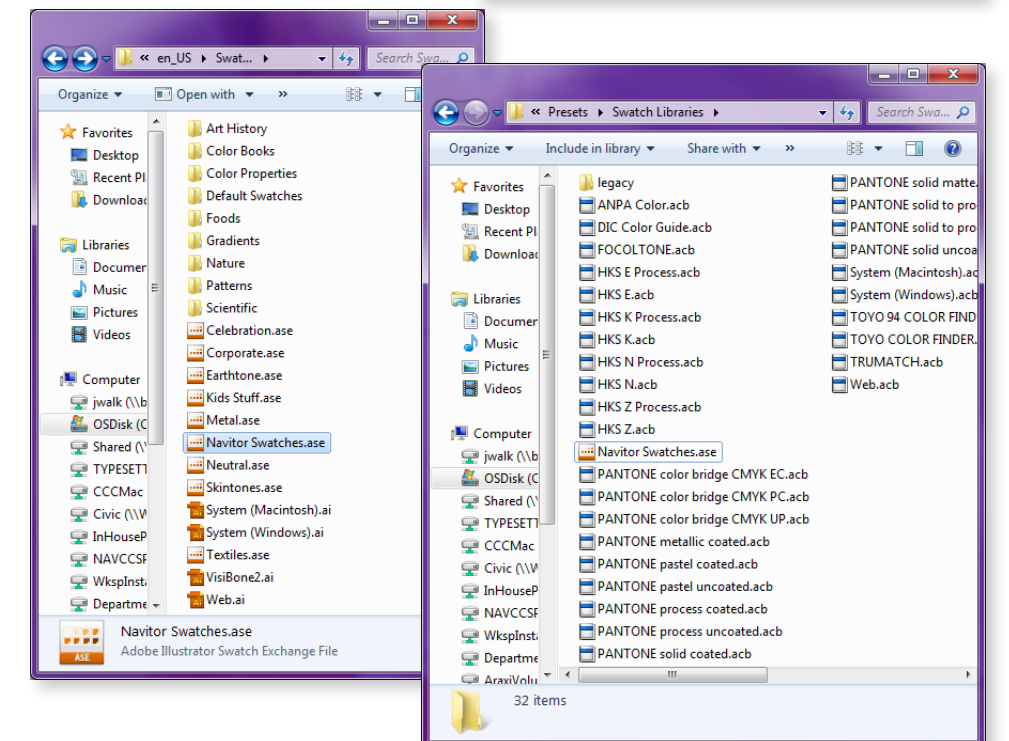 « en_US ▸ Swat... ▸
Search Swa...
Organize
Open with
»
Favorites
Desktop
Recent Pl
Downloa
Libraries
Documen
Music
Pictures
Videos
Computer
jwalk (\\b
OSDisk (C
Shared (\'
TYPESETT
CCCMac
Civic (\\W
InHouseP
NAVCCSF
WkspInst
Departme
Art History
Color Books
Color Properties
Default Swatches
Foods
Gradients
Nature
Patterns
Scientific
Celebration.ase
Corporate.ase
Earthtone.ase
Kids Stuff.ase
Metal.ase
Navitor Swatches.ase
Neutral.ase
Skintones.ase
System (Macintosh).ai
System (Windows).ai
Textiles.ase
VisiBone2.ai
Web.ai
Navitor Swatches.ase
ASE
Adobe Illustrator Swatch Exchange File
« Presets ▸ Swatch Libraries ▸
Search Swa...
Organize
Include in library
Share with
»
Favorites
Desktop
Recent Pl
Downloa
Libraries
Documen
Music
Pictures
Videos
Computer
jwalk (\\b
OSDisk (C
Shared (\'
TYPESETT
CCCMac
Civic (\\W
InHouseP
NAVCCSF
WkspInst
Departme
AraxiVolu
legacy
ANPA Color.acb
DIC Color Guide.acb
FOCOLTONE.acb
HKS E Process.acb
HKS E.acb
HKS K Process.acb
HKS K.acb
HKS N Process.acb
HKS N.acb
HKS Z Process.acb
HKS Z.acb
Navitor Swatches.ase
PANTONE color bridge CMYK EC.acb
PANTONE color bridge CMYK PC.acb
PANTONE color bridge CMYK UP.acb
PANTONE metallic coated.acb
PANTONE pastel coated.acb
PANTONE pastel uncoated.acb
PANTONE process coated.acb
PANTONE process uncoated.acb
PANTONE solid coated.acb
PANTONE solid matte.
PANTONE solid to pro
PANTONE solid to pro
PANTONE solid uncoa
System (Macintosh).ac
System (Windows).acb
TOYO 94 COLOR FIND
TOYO COLOR FINDER.
TRUMATCH.acb
Web.acb
32 items